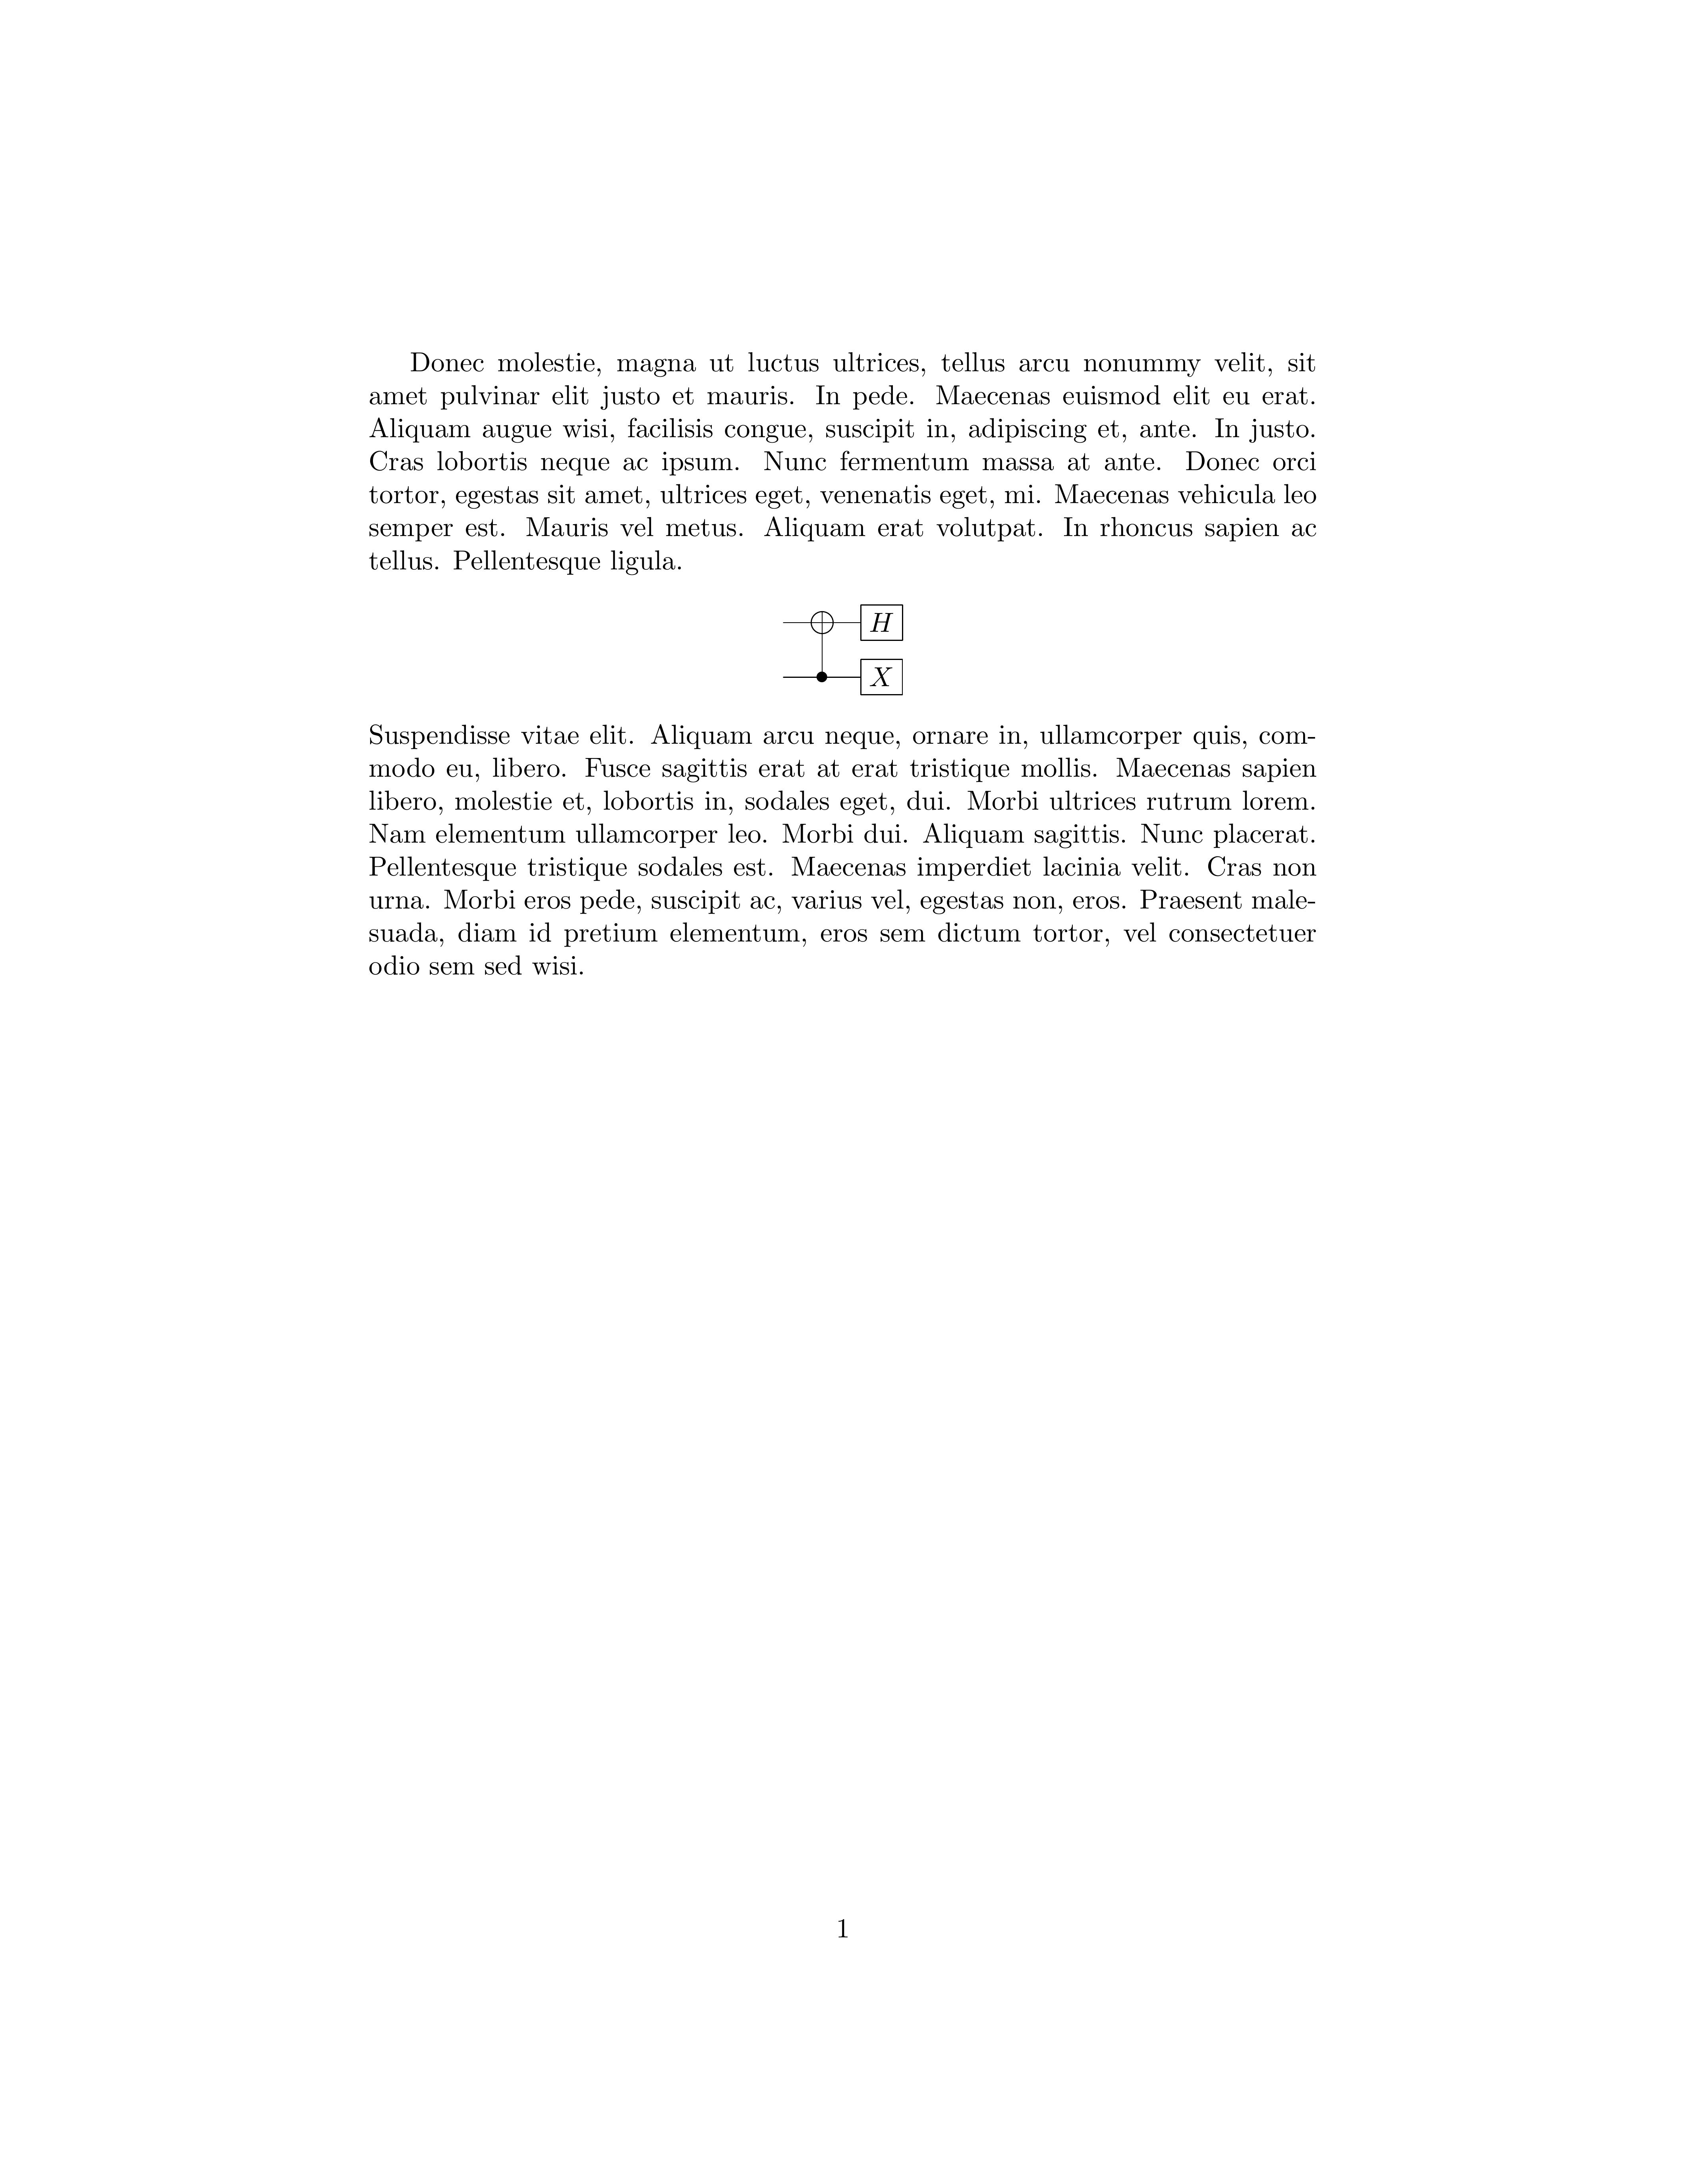 Donec molestie, magna ut luctus ultrices, tellus arcu nonummy velit, sit
amet pulvinar elit justo et mauris. In pede. Maecenas euismod elit eu erat.
Aliquam augue wisi, facilisis congue, suscipit in, adipiscing et, ante. In justo.
Cras lobortis neque ac ipsum. Nunc fermentum massa at ante. Donec orci
tortor, egestas sit amet, ultrices eget, venenatis eget, mi. Maecenas vehicula leo
semper est. Mauris vel metus. Aliquam erat volutpat. In rhoncus sapien ac
tellus. Pellentesque ligula.
H
X
Suspendisse vitae elit. Aliquam arcu neque, ornare in, ullamcorper quis, com-
modo eu, libero. Fusce sagittis erat at erat tristique mollis. Maecenas sapien
libero, molestie et, lobortis in, sodales eget, dui. Morbi ultrices rutrum lorem.
Nam elementum ullamcorper leo. Morbi dui. Aliquam sagittis. Nunc placerat.
Pellentesque tristique sodales est. Maecenas imperdiet lacinia velit. Cras non
urna. Morbi eros pede, suscipit ac, varius vel, egestas non, eros. Praesent male-
suada, diam id pretium elementum, eros sem dictum tortor, vel consectetuer
odio sem sed wisi.
1